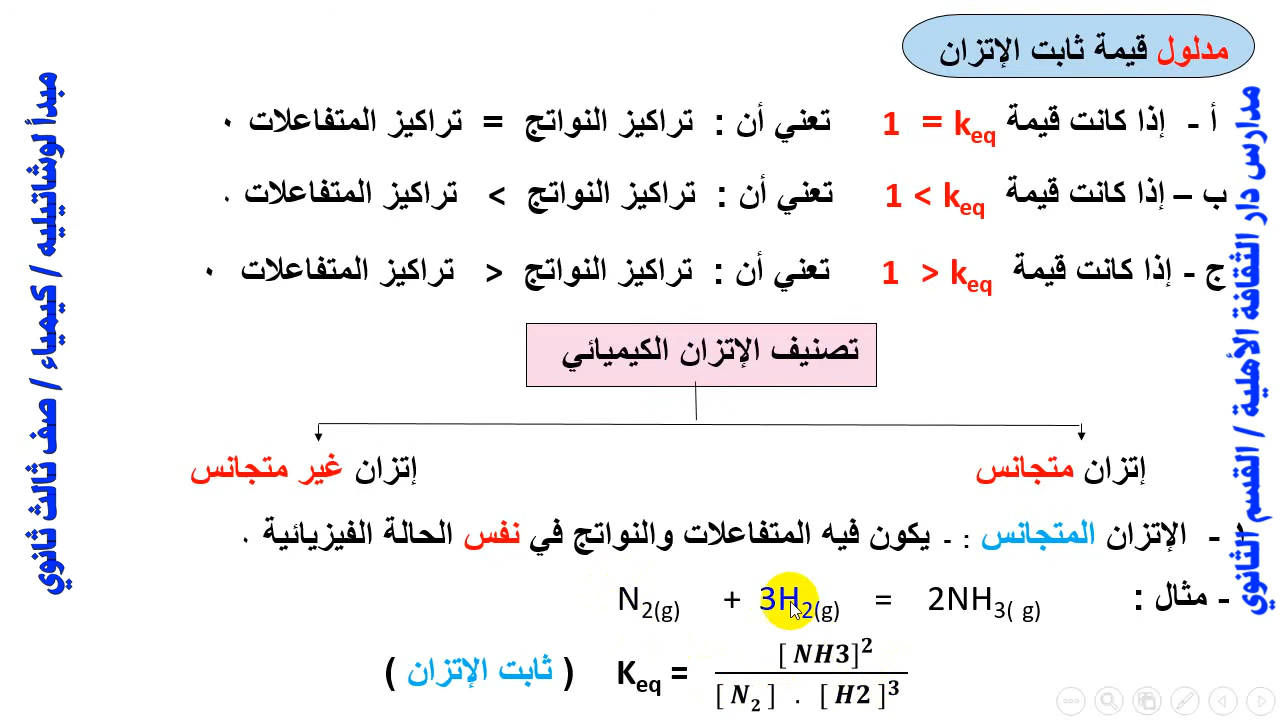 مدلول قيمة ثابت الإتزان
أ - إذا كانت قيمة 1 = keq تعني أن : تراكيز النواتج = تراكيز المتفاعلات ٠
ب – إذا كانت قيمة 1 < keq تعني أن : تراكيز النواتج < تراكيز المتفاعلات ٠
ج - إذا كانت قيمة 1 > keq تعني أن : تراكيز النواتج > تراكيز المتفاعلات ٠
تصنيف الإتزان الكيميائي
إتزان متجانس
إتزان غير متجانس
- الإتزان المتجانس : - يكون فيه المتفاعلات والنواتج في نفس الحالة الفيزيائية ٠
- مثال : N2(g) + 3H2(g) = 2NH3( g)
Keq = [ NH3]² / [ N2 ] . [ H2 ]³ ( ثابت الإتزان )
مدارس دار الثقافة الأهلية / القسم الثانوي
مبدأ لوشاتيليه / كيمياء / صف ثالث ثانوي